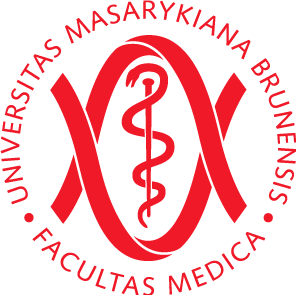 UNIVERSITAS MASARYKIANA BRUNENSIS
• FACULTAS MEDICA •